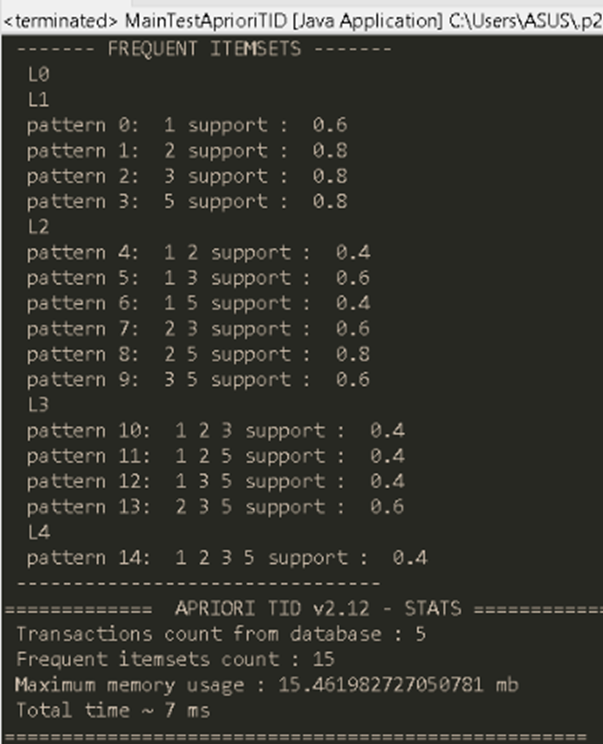 <terminated> MainTestAprioriTID [Java Application] C:\Users\ASUS\.p2
------- FREQUENT ITEMSETS -------
L0
L1
pattern 0:  1 support :  0.6
pattern 1:  2 support :  0.8
pattern 2:  3 support :  0.8
pattern 3:  5 support :  0.8
L2
pattern 4:  1 2 support :  0.4
pattern 5:  1 3 support :  0.6
pattern 6:  1 5 support :  0.4
pattern 7:  2 3 support :  0.6
pattern 8:  2 5 support :  0.8
pattern 9:  3 5 support :  0.6
L3
pattern 10:  1 2 3 support :  0.4
pattern 11:  1 2 5 support :  0.4
pattern 12:  1 3 5 support :  0.4
pattern 13:  2 3 5 support :  0.6
L4
pattern 14:  1 2 3 5 support :  0.4
-------------------------------
=============  APRIORI TID v2.12 - STATS ============
Transactions count from database : 5
Frequent itemsets count : 15
Maximum memory usage : 15.461982727050781 mb
Total time ~ 7 ms
===================================================